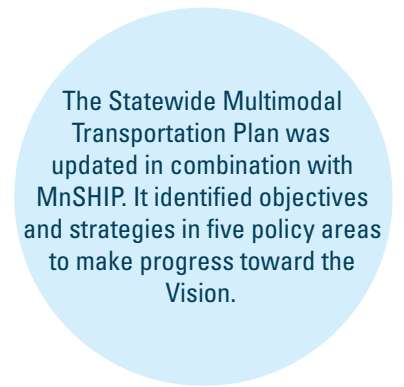 The Statewide Multimodal
Transportation Plan was
updated in combination with
MnSHIP. It identified objectives
and strategies in five policy areas
to make progress toward the
Vision.